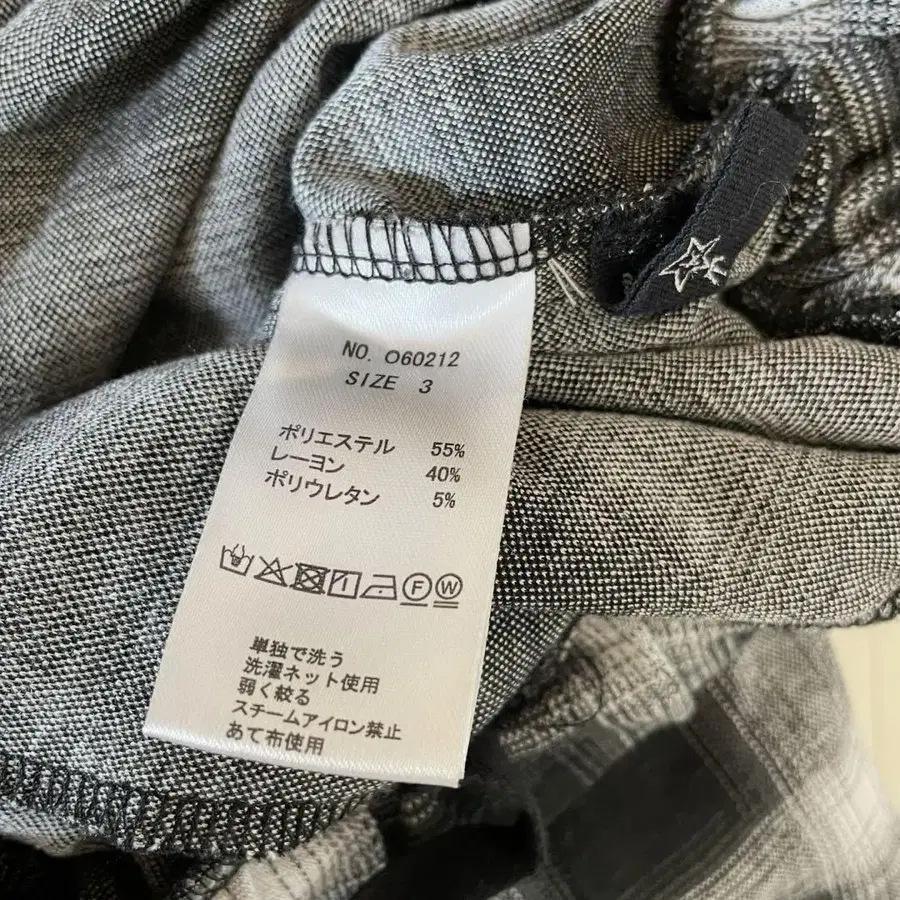 NO. O60212
SIZE 3
ポリエステル 55%
レーヨン 40%
ポリウレタン 5%
F W
単独で洗う
洗濯ネット使用
弱く絞る
スチームアイロン禁止
あて布使用